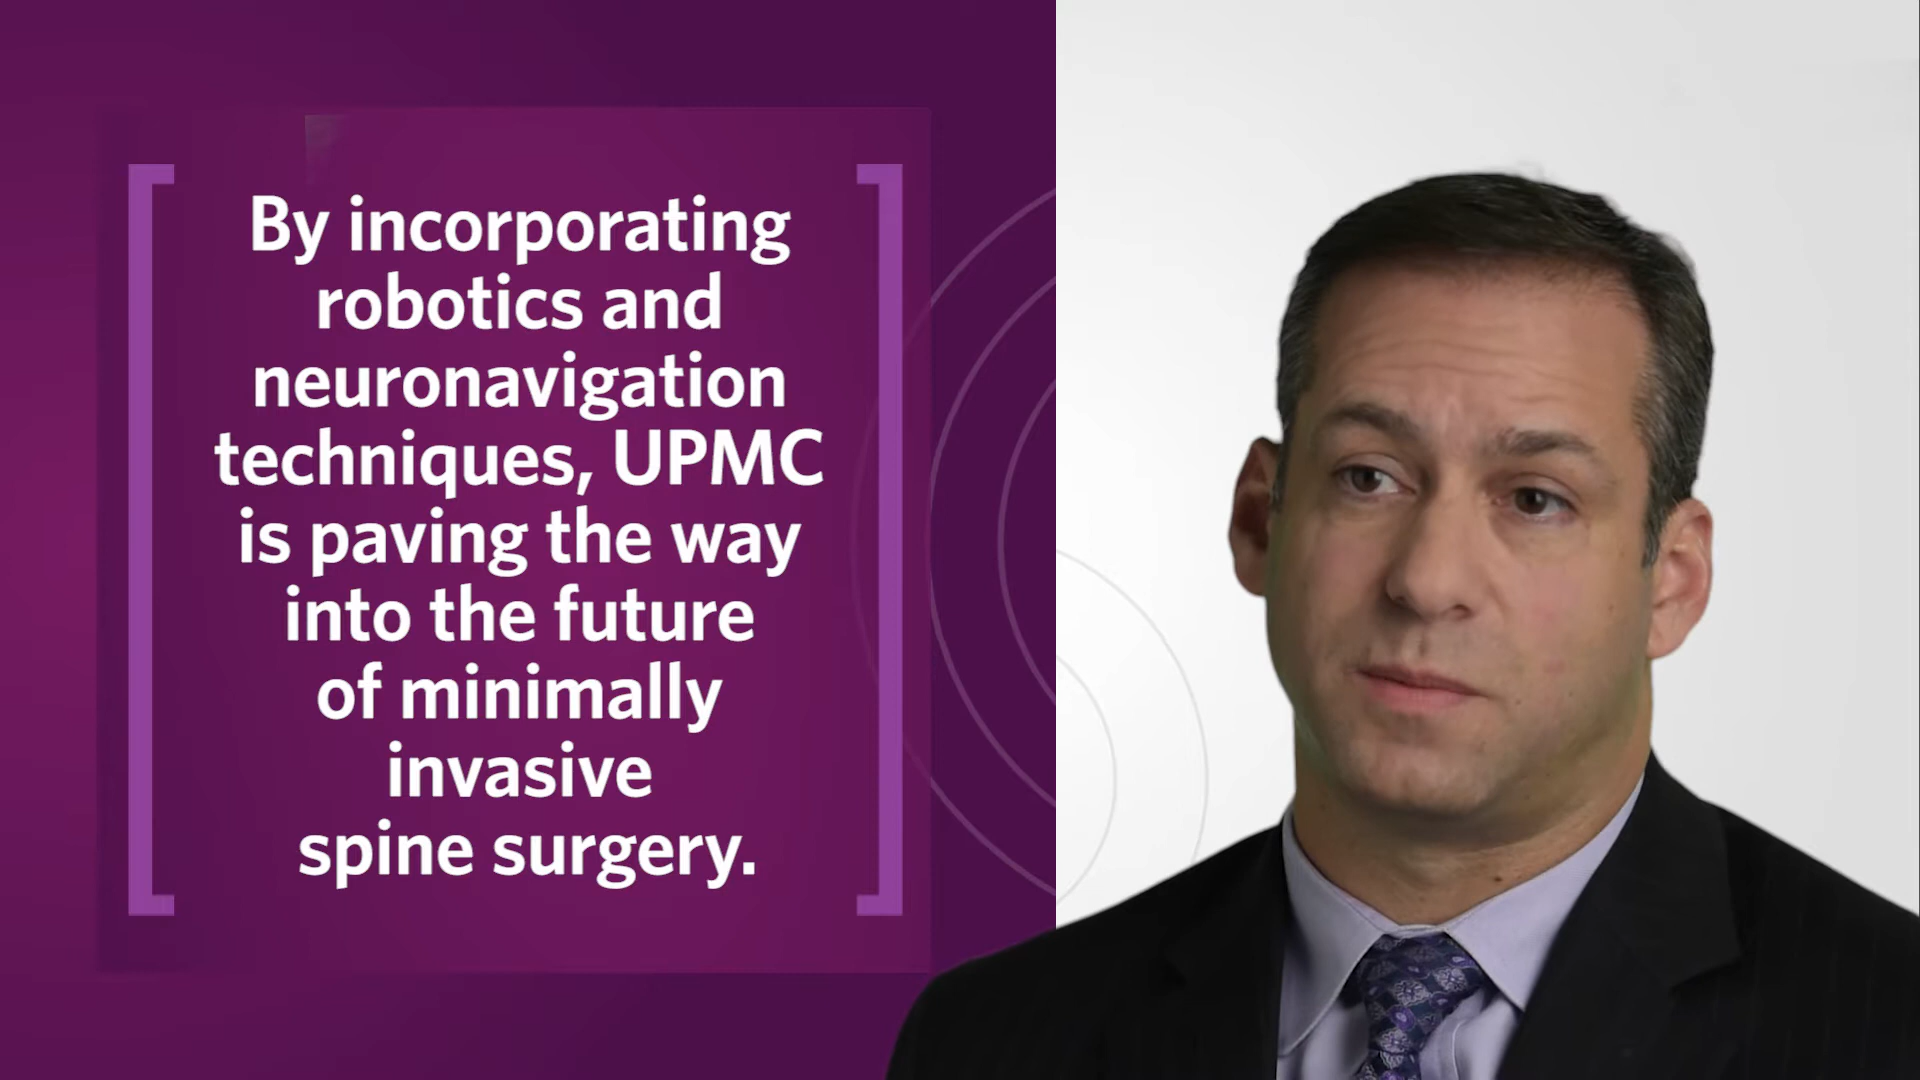 By incorporating
robotics and
neuronavigation
techniques, UPMC
is paving the way
into the future
of minimally
invasive
spine surgery.